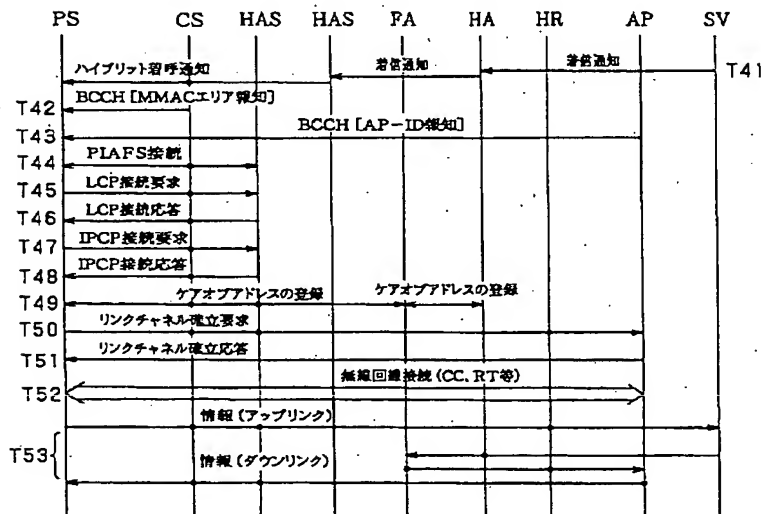 PS CS HAS HAS FA HA HR AP SV
ハイブリット着呼通知 着信通知 着信通知 T41
T42 BCCH［MMACエリア報知］
T43 BCCH［AP－ID報知］
T44 PIAFS接続
T45 LCP接続要求
T46 LCP接続応答
T47 IPCP接続要求
T48 IPCP接続応答
T49 ケアオブアドレスの登録 ケアオブアドレスの登録
T50 リンクチャネル確立要求
T51 リンクチャネル確立応答
T52 無線回線接続（CC，RT等）
情報（アップリンク）
T53 情報（ダウンリンク）